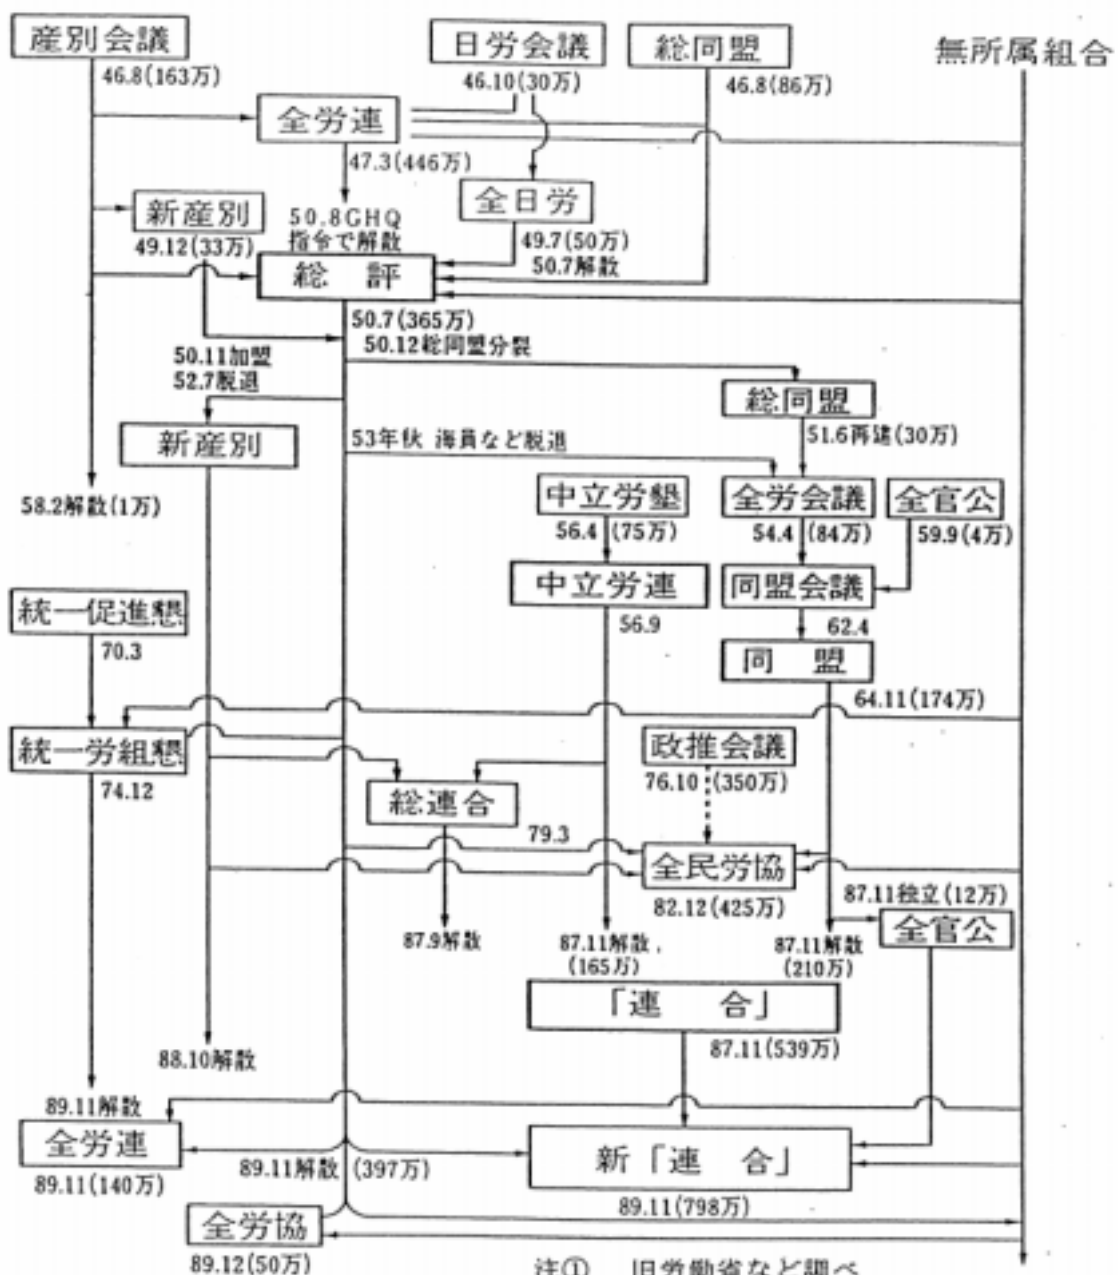 産別会議
46.8(163万)
日労会議
46.10(30万)
総同盟
46.8(86万)
無所属組合
全労連
47.3(446万)
新産別
49.12(33万)
50.8GHQ
指令で解散
全日労
49.7(50万)
50.7解散
総 評
50.7(365万)
50.12総同盟分裂
50.11加盟
52.7脱退
総同盟
51.6再建(30万)
新産別
53年秋 海員など脱退
58.2解散(1万)
中立労懇
56.4 (75万)
全労会議
54.4 (84万)
全官公
59.9(4万)
中立労連
56.9
同盟会議
62.4
統一促進懇
70.3
同 盟
64.11(174万)
統一労組懇
74.12
政推会議
76.10 (350万)
総連合
79.3
全民労協
82.12(425万)
87.11独立(12万)
全官公
87.9解散
87.11解散
(165万)
87.11解散
(210万)
「連 合」
87.11(539万)
88.10解散
89.11解散
全労連
89.11(140万)
89.11解散 (397万)
新「連 合」
89.11(798万)
全労協
89.12(50万)
注① 旧労働省など調べ